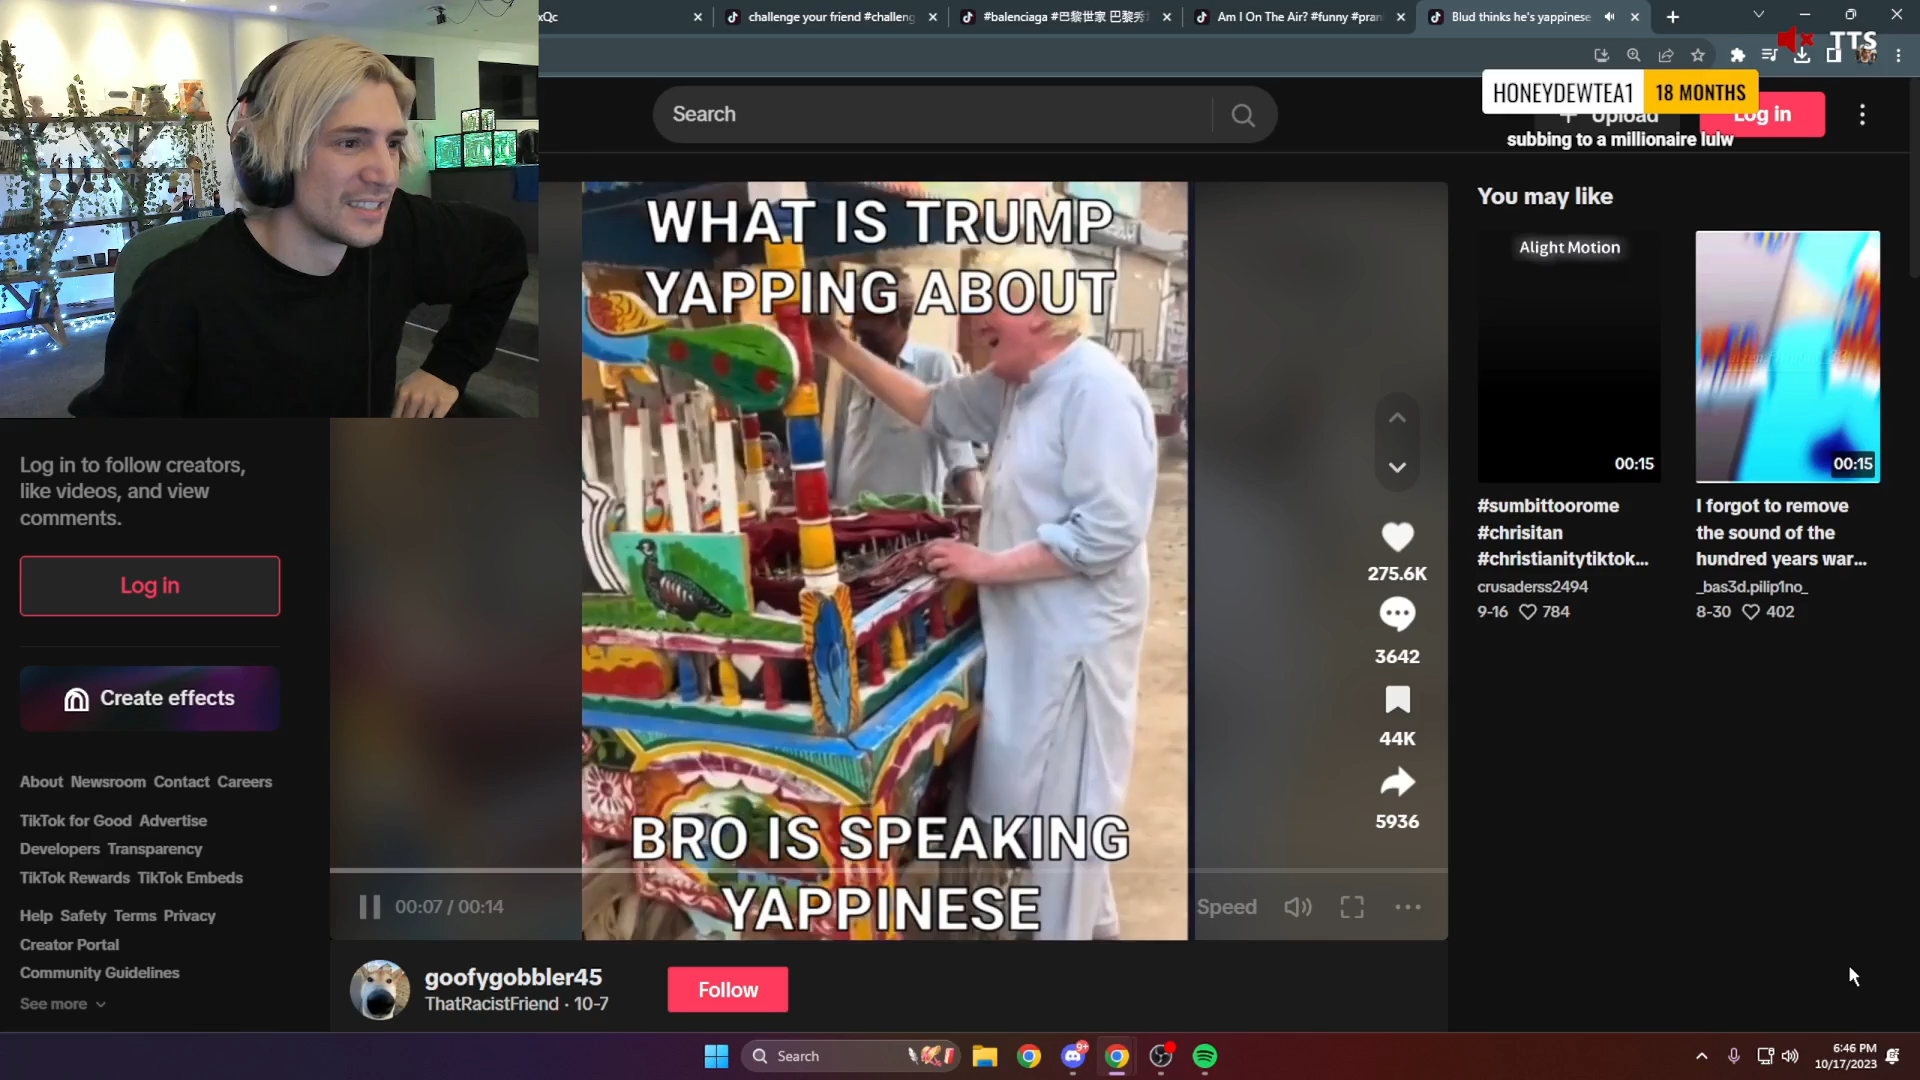 xQc
challenge your friend #challeng
#balenciaga #巴黎世家 巴黎秀
Am I On The Air? #funny #pran
Blud thinks he's yappinese
TTS
HONEYDEWTEA1 18 MONTHS
subbing to a millionaire lulw
Search
Upload
Log in
WHAT IS TRUMP
YAPPING ABOUT
BRO IS SPEAKING
YAPPINESE
You may like
Alight Motion
00:15
00:15
#sumbittoorome
#chrisitan
#christianitytiktok...
crusaderss2494
9-16 784
I forgot to remove
the sound of the
hundred years war...
_bas3d.pilip1no_
8-30 402
275.6K
3642
44K
5936
Log in to follow creators,
like videos, and view
comments.
Log in
Create effects
About Newsroom Contact Careers
TikTok for Good Advertise
Developers Transparency
TikTok Rewards TikTok Embeds
Help Safety Terms Privacy
Creator Portal
Community Guidelines
See more
00:07 / 00:14
Speed
goofygobbler45
ThatRacistFriend · 10-7
Follow
Search
9+
6:46 PM
10/17/2023